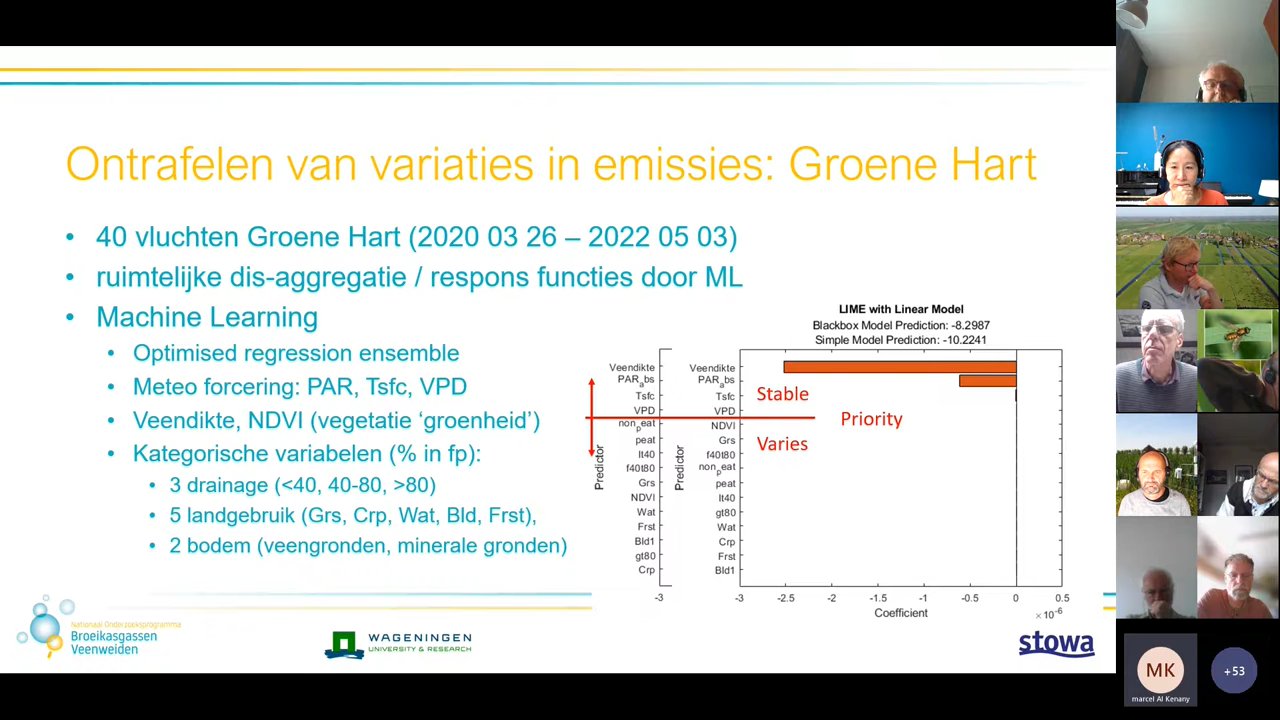 Ontrafelen van variaties in emissies: Groene Hart
• 40 vluchten Groene Hart (2020 03 26 – 2022 05 03)
• ruimtelijke dis-aggregatie / respons functies door ML
• Machine Learning
• Optimised regression ensemble
• Meteo forcering: PAR, Tsfc, VPD
• Veendikte, NDVI (vegetatie ‘groenheid’)
• Kategorische variabelen (% in fp):
• 3 drainage (<40, 40-80, >80)
• 5 landgebruik (Grs, Crp, Wat, Bld, Frst),
• 2 bodem (veengronden, minerale gronden)
LIME with Linear Model
Blackbox Model Prediction: -8.2987
Simple Model Prediction: -10.2241
Predictor
Veendikte
PARabs
Tsfc
VPD
nonpeat
peat
lt40
f40t80
Grs
NDVI
Wat
Frst
Bld1
gt80
Crp
-3
Predictor
Veendikte
PARabs
Tsfc
VPD
NDVI
Grs
f40t80
nonpeat
peat
lt40
gt80
Wat
Crp
Frst
Bld1
Stable
Priority
Varies
-3 -2.5 -2 -1.5 -1 -0.5 0 0.5
Coefficient
×10-6
Nationaal Onderzoeksprogramma
Broeikasgassen
Veenweiden
WAGENINGEN
UNIVERSITY & RESEARCH
stowa
MK
marcel Al Kenany
+53